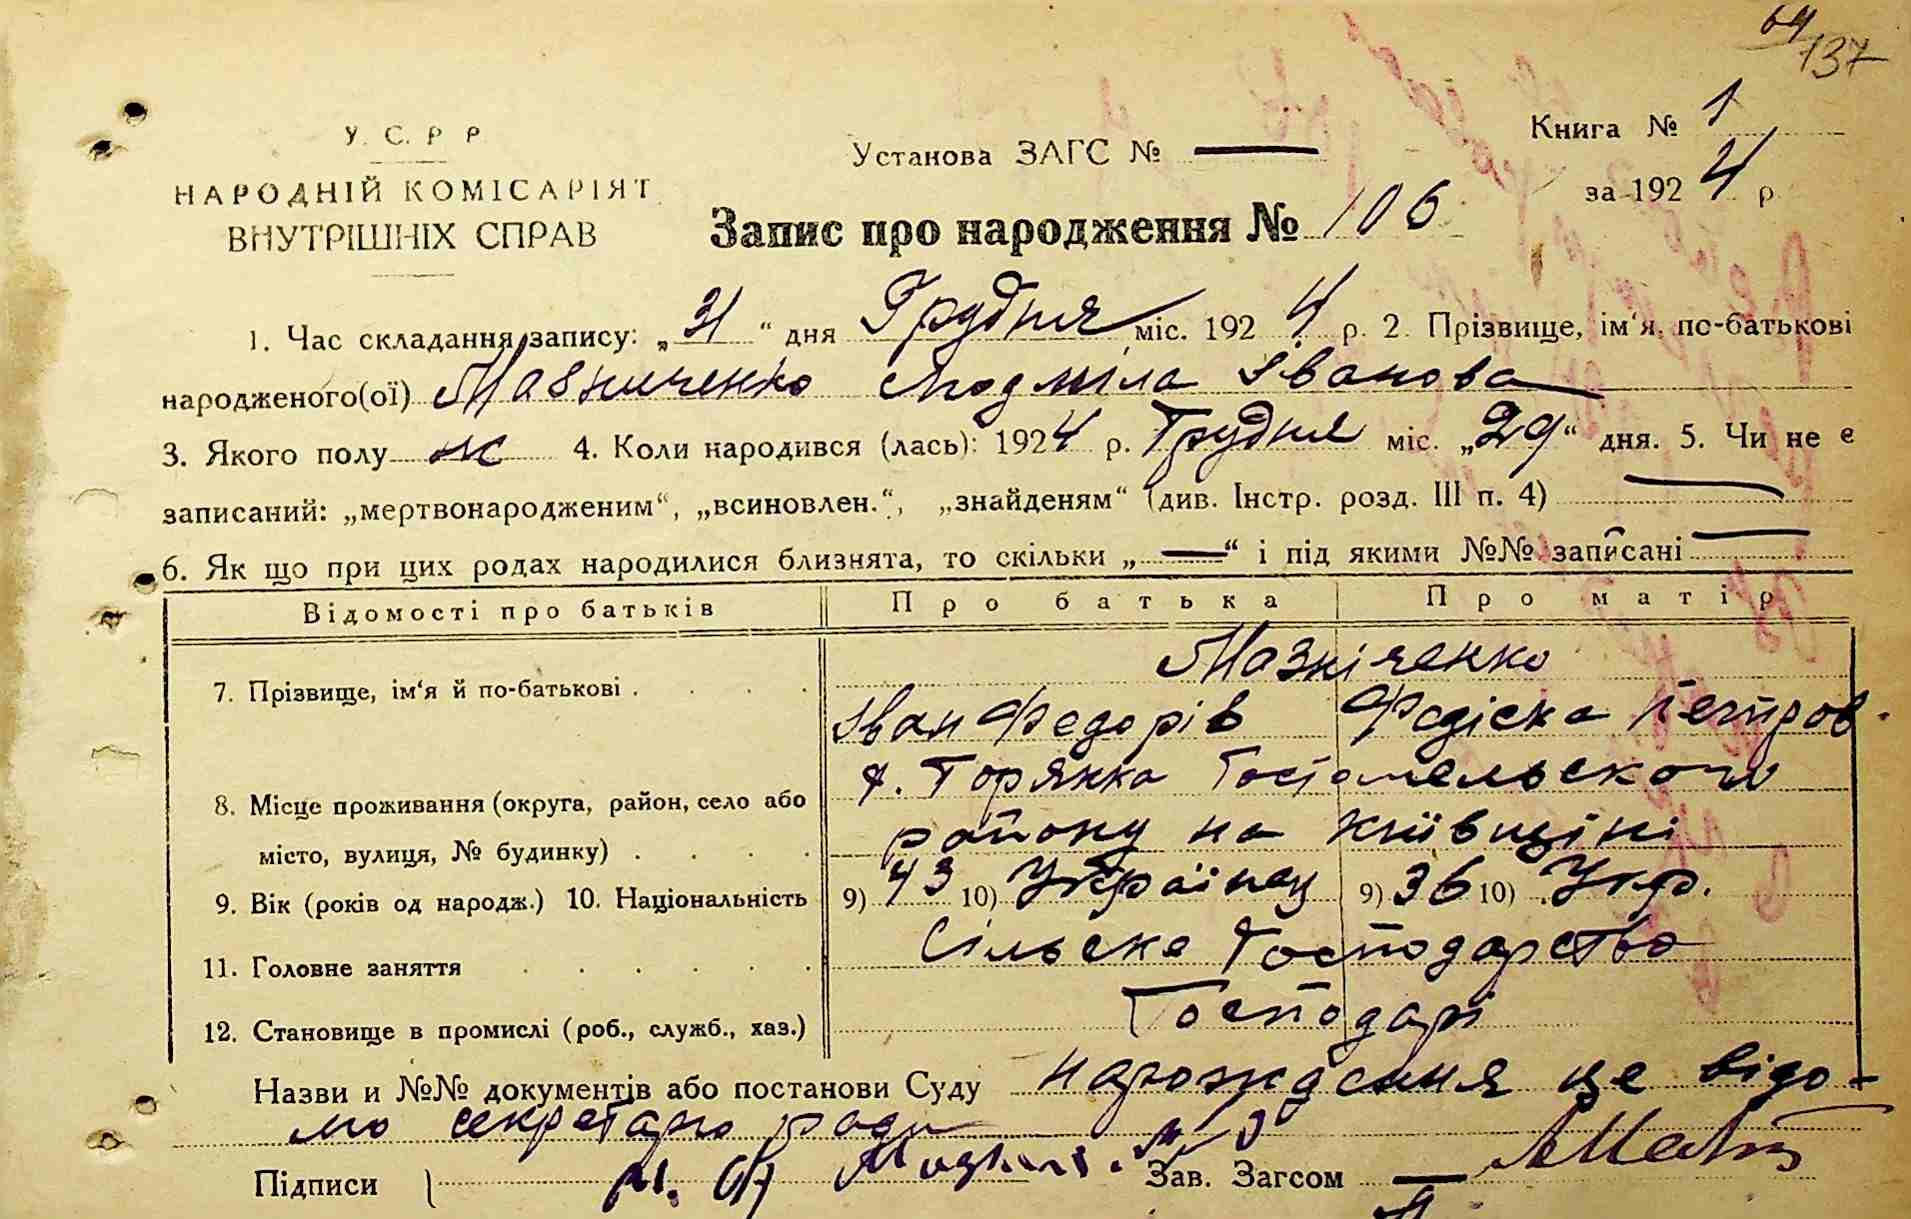 64
137
У. С. Р Р
Установа ЗАГС №
Книга № 1
НАРОДНІЙ КОМІСАРІЯТ
за 1924 р.
ВНУТРІШНІХ СПРАВ
Запис про народження № 106
1. Час складання запису: „31“ дня Грудня міс. 1924 р. 2. Прізвище, ім'я, по-батькові
народженого(ої) Мазниченко Людміла Іванова
3. Якого полу ж 4. Коли народився (лась): 1924 р. Грудня міс. „29“ дня. 5. Чи не є
записаний: „мертвонародженим“, „всиновлен.“, „знайденям“ (див. Інстр. розд. III п. 4)
6. Як що при цих родах народилися близнята, то скільки „—“ і під якими №№ записані
Відомості про батьків Про батька Про матір
7. Прізвище, ім'я й по-батькові Мазніченко
Іван Федорів Федіска Петров.
8. Місце проживання (округа, район, село або х. Горянка Гостомельського
місто, вулиця, № будинку) району на Київщіні
9. Вік (років од народж.) 10. Національність 9) 43 10) Українец 9) 36 10) Укр.
11. Головне заняття Сільске Господарство
12. Становище в промислі (роб., служб., хаз.) Господарі
Назви и №№ документів або постанови Суду нарождения це відо-
мо секретарю ради
Підписи Зав. Загсом